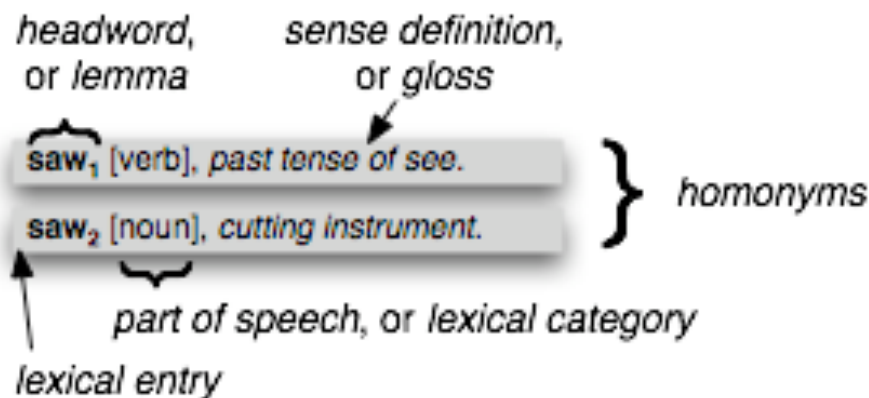 headword, sense definition,
or lemma or gloss
saw1 [verb], past tense of see.
homonyms
saw2 [noun], cutting instrument.
part of speech, or lexical category
lexical entry